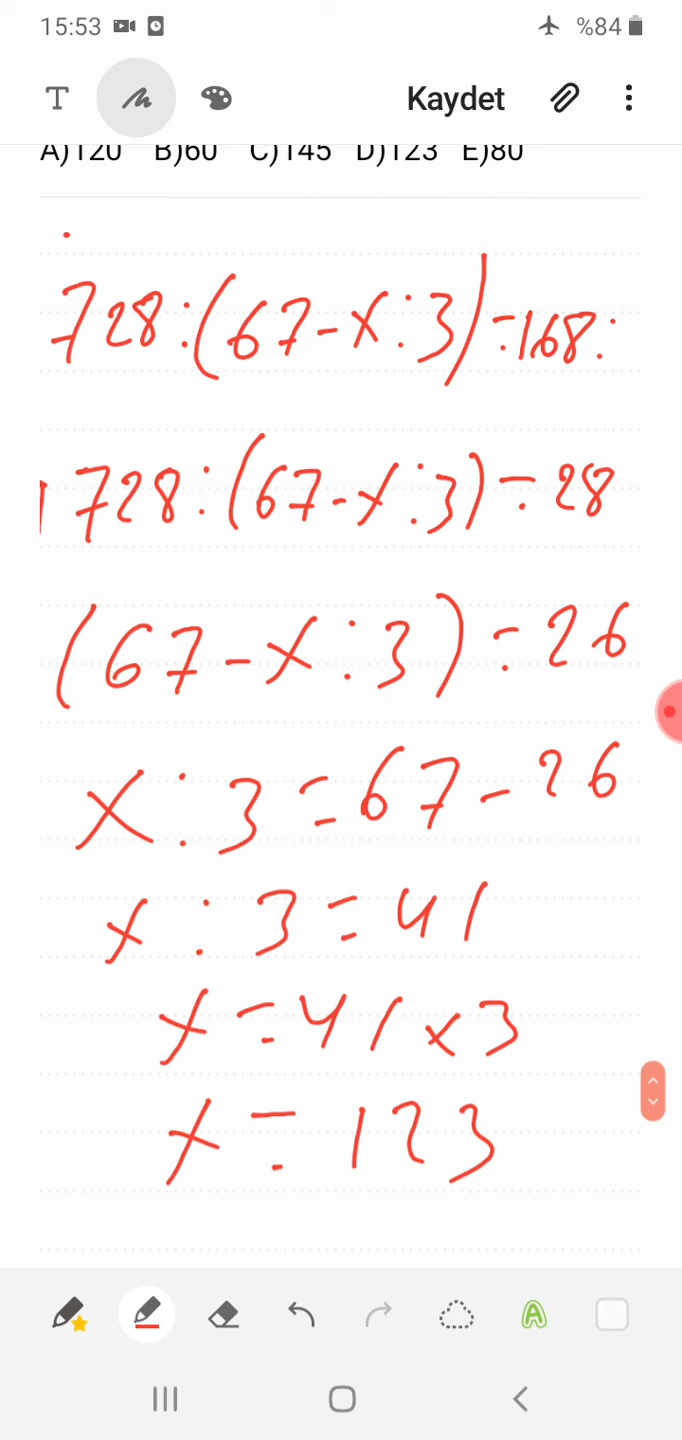 15:53 %84
Kaydet
A)120 B)60 C)145 D)123 E)80
728:(67-x:3)=168:
1728:(67-x:3)=28
(67-x:3)=26
x:3=67-26
x:3=41
x=41x3
x=123